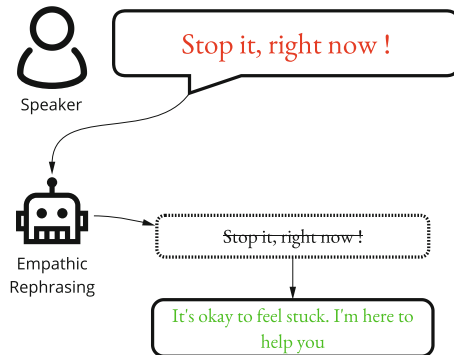 Stop it, right now !
Speaker
Stop it, right now !
Empathic
Rephrasing
It's okay to feel stuck. I'm here to
help you